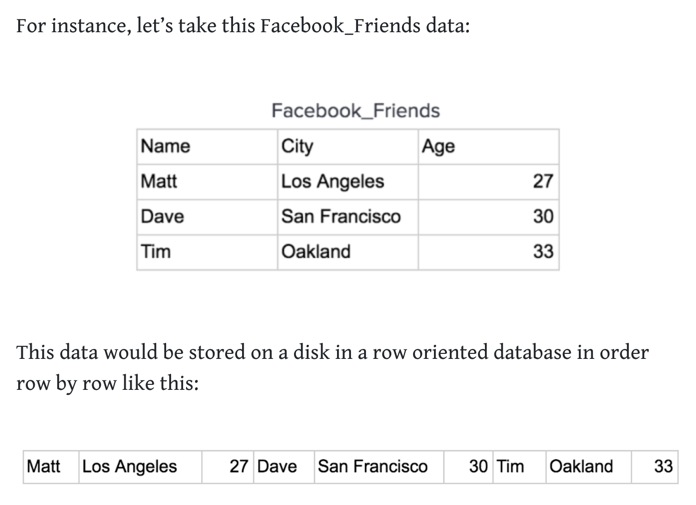 For instance, let’s take this Facebook_Friends data:
Facebook_Friends
Name City Age
Matt Los Angeles 27
Dave San Francisco 30
Tim Oakland 33
This data would be stored on a disk in a row oriented database in order
row by row like this:
Matt Los Angeles 27 Dave San Francisco 30 Tim Oakland 33